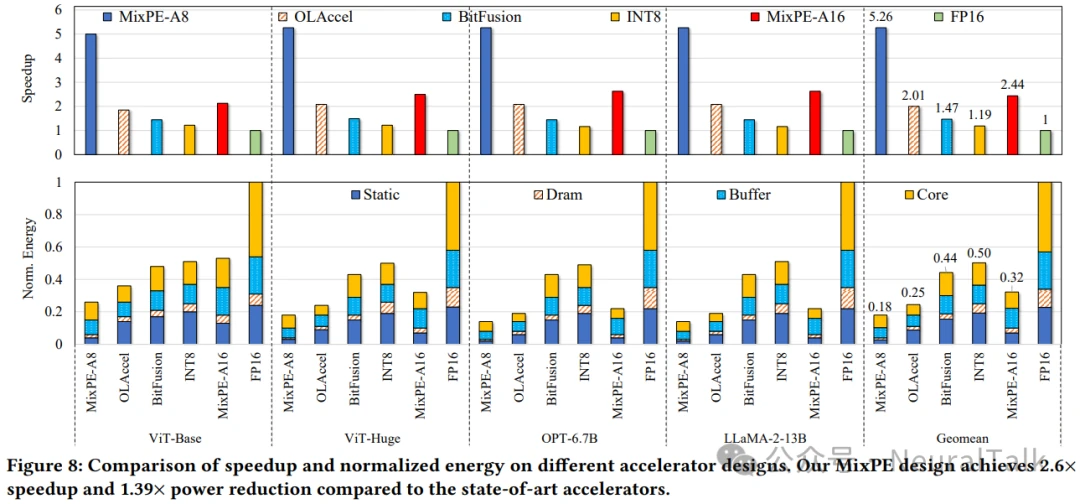 MixPE-A8 OLAccel BitFusion INT8 MixPE-A16 FP16
Speedup
6
5
4
3
2
1
0
5.26
2.01
1.47
1.19
2.44
1
Static Dram Buffer Core
Norm. Energy
1
0.8
0.6
0.4
0.2
0
0.18
0.25
0.44
0.50
0.32
MixPE-A8 OLAccel BitFusion INT8 MixPE-A16 FP16
MixPE-A8 OLAccel BitFusion INT8 MixPE-A16 FP16
MixPE-A8 OLAccel BitFusion INT8 MixPE-A16 FP16
MixPE-A8 OLAccel BitFusion INT8 MixPE-A16 FP16
MixPE-A8 OLAccel BitFusion INT8 MixPE-A16 FP16
ViT-Base ViT-Huge OPT-6.7B LLaMA-2-13B Geomean
公众号 · NeuralTalk
Figure 8: Comparison of speedup and normalized energy on different accelerator designs. Our MixPE design achieves 2.6×
speedup and 1.39× power reduction compared to the state-of-art accelerators.